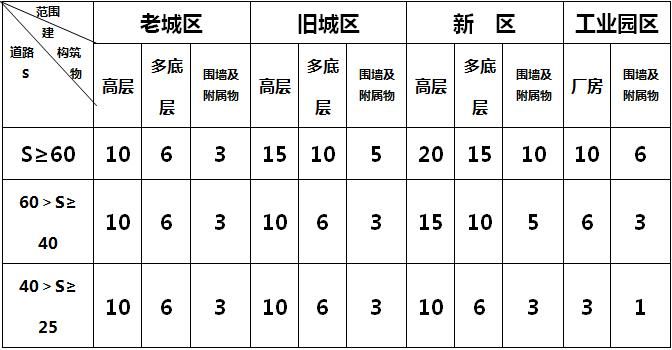 范围
建 构筑物
道路S
老城区 旧城区 新 区 工业园区
高层 多底层 围墙及附属物 高层 多底层 围墙及附属物 高层 多底层 围墙及附属物 厂房 围墙及附属物
S≥60 10 6 3 15 10 5 20 15 10 10 6
60＞S≥40 10 6 3 10 6 3 15 10 5 6 3
40＞S≥25 10 6 3 10 6 3 10 6 3 3 1